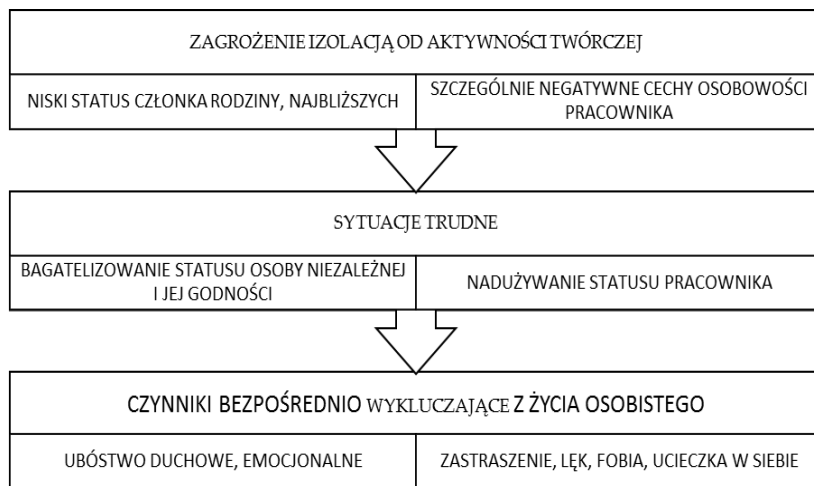 ZAGROŻENIE IZOLACJĄ OD AKTYWNOŚCI TWÓRCZEJ
NISKI STATUS CZŁONKA RODZINY, NAJBLIŻSZYCH
SZCZEGÓLNIE NEGATYWNE CECHY OSOBOWOŚCI
PRACOWNIKA
SYTUACJE TRUDNE
BAGATELIZOWANIE STATUSU OSOBY NIEZALEŻNEJ
I JEJ GODNOŚCI
NADUŻYWANIE STATUSU PRACOWNIKA
CZYNNIKI BEZPOŚREDNIO WYKLUCZAJĄCE Z ŻYCIA OSOBISTEGO
UBÓSTWO DUCHOWE, EMOCJONALNE
ZASTRASZENIE, LĘK, FOBIA, UCIECZKA W SIEBIE